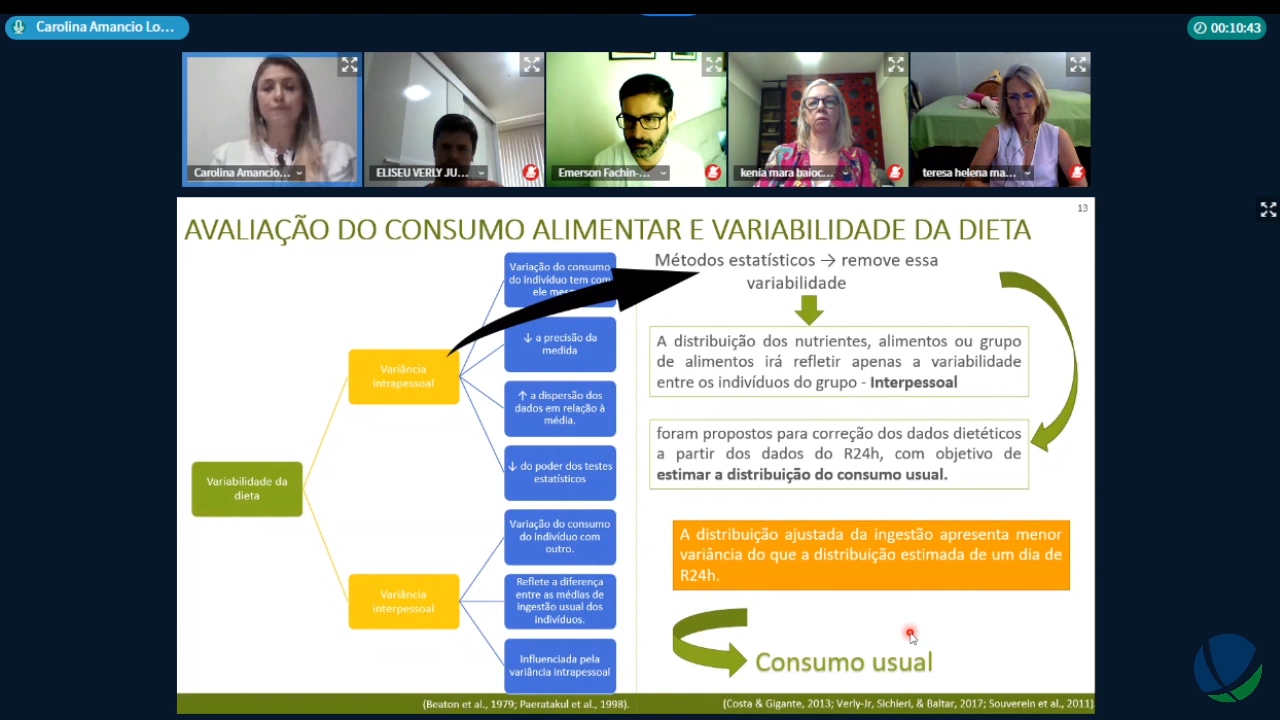 Carolina Amancio Lo...
00:10:43
Carolina Amancio...
ELISEU VERLY JU...
Emerson Fachin-...
kenia mara baioc...
teresa helena ma...
13
AVALIAÇÃO DO CONSUMO ALIMENTAR E VARIABILIDADE DA DIETA
Variabilidade da
dieta
Variância
intrapessoal
Variação do consumo
do indivíduo tem com
ele
↓ a precisão da
medida
↑ a dispersão dos
dados em relação à
média.
↓ do poder dos testes
estatísticos
Variância
interpessoal
Variação do consumo
do indivíduo com
outro.
Reflete a diferença
entre as médias de
ingestão usual dos
indivíduos.
Influenciada pela
variância intrapessoal
Métodos estatísticos → remove essa
variabilidade
A distribuição dos nutrientes, alimentos ou grupo
de alimentos irá refletir apenas a variabilidade
entre os indivíduos do grupo - Interpessoal
foram propostos para correção dos dados dietéticos
a partir dos dados do R24h, com objetivo de
estimar a distribuição do consumo usual.
A distribuição ajustada da ingestão apresenta menor
variância do que a distribuição estimada de um dia de
R24h.
Consumo usual
(Beaton et al., 1979; Paeratakul et al., 1998).
(Costa & Gigante, 2013; Verly-Jr, Sichieri, & Baltar, 2017; Souverein et al., 2011)